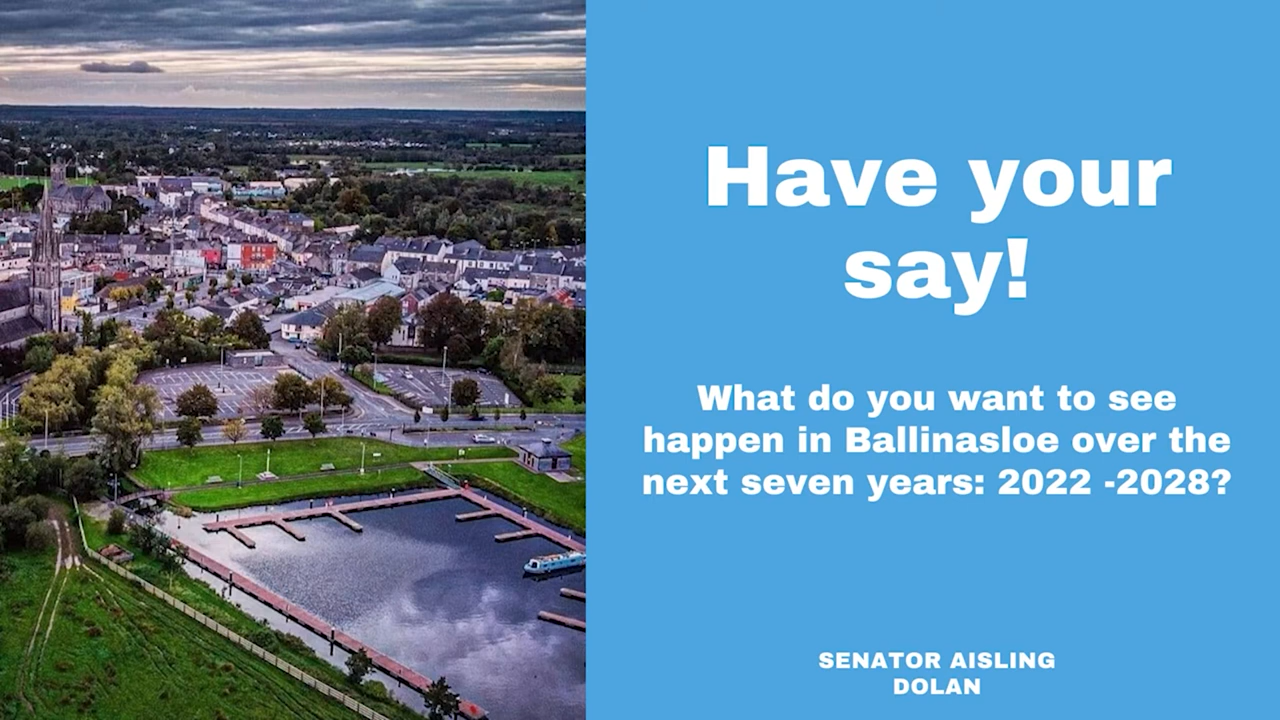 Have your
say!
What do you want to see
happen in Ballinasloe over the
next seven years: 2022 -2028?
SENATOR AISLING
DOLAN